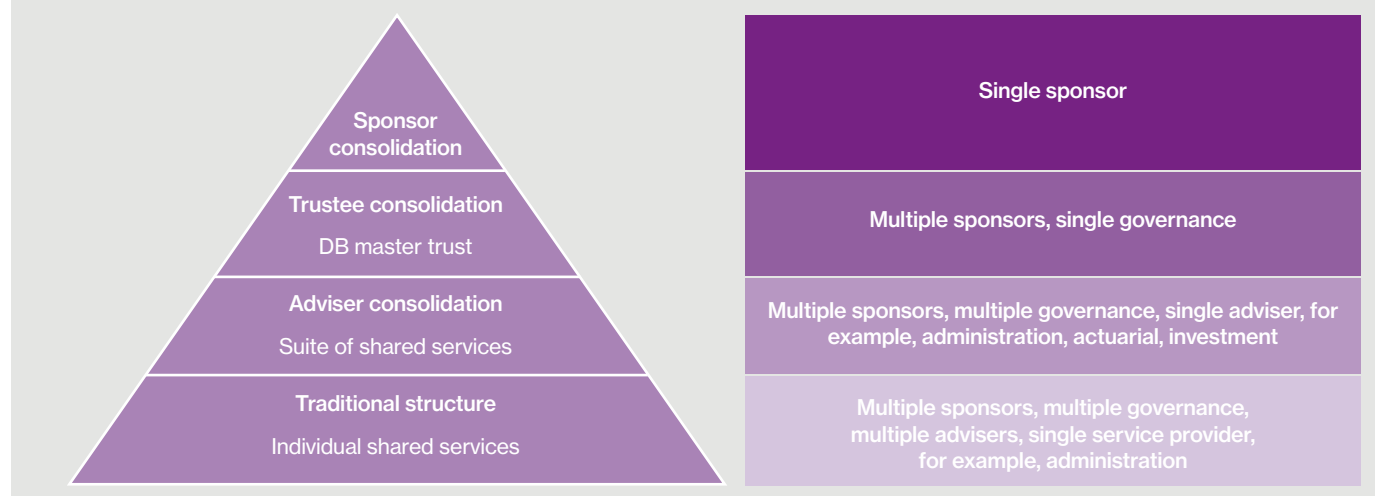 Sponsor
consolidation
Single sponsor
Trustee consolidation
DB master trust
Multiple sponsors, single governance
Adviser consolidation
Suite of shared services
Multiple sponsors, multiple governance, single adviser, for
example, administration, actuarial, investment
Traditional structure
Individual shared services
Multiple sponsors, multiple governance,
multiple advisers, single service provider,
for example, administration